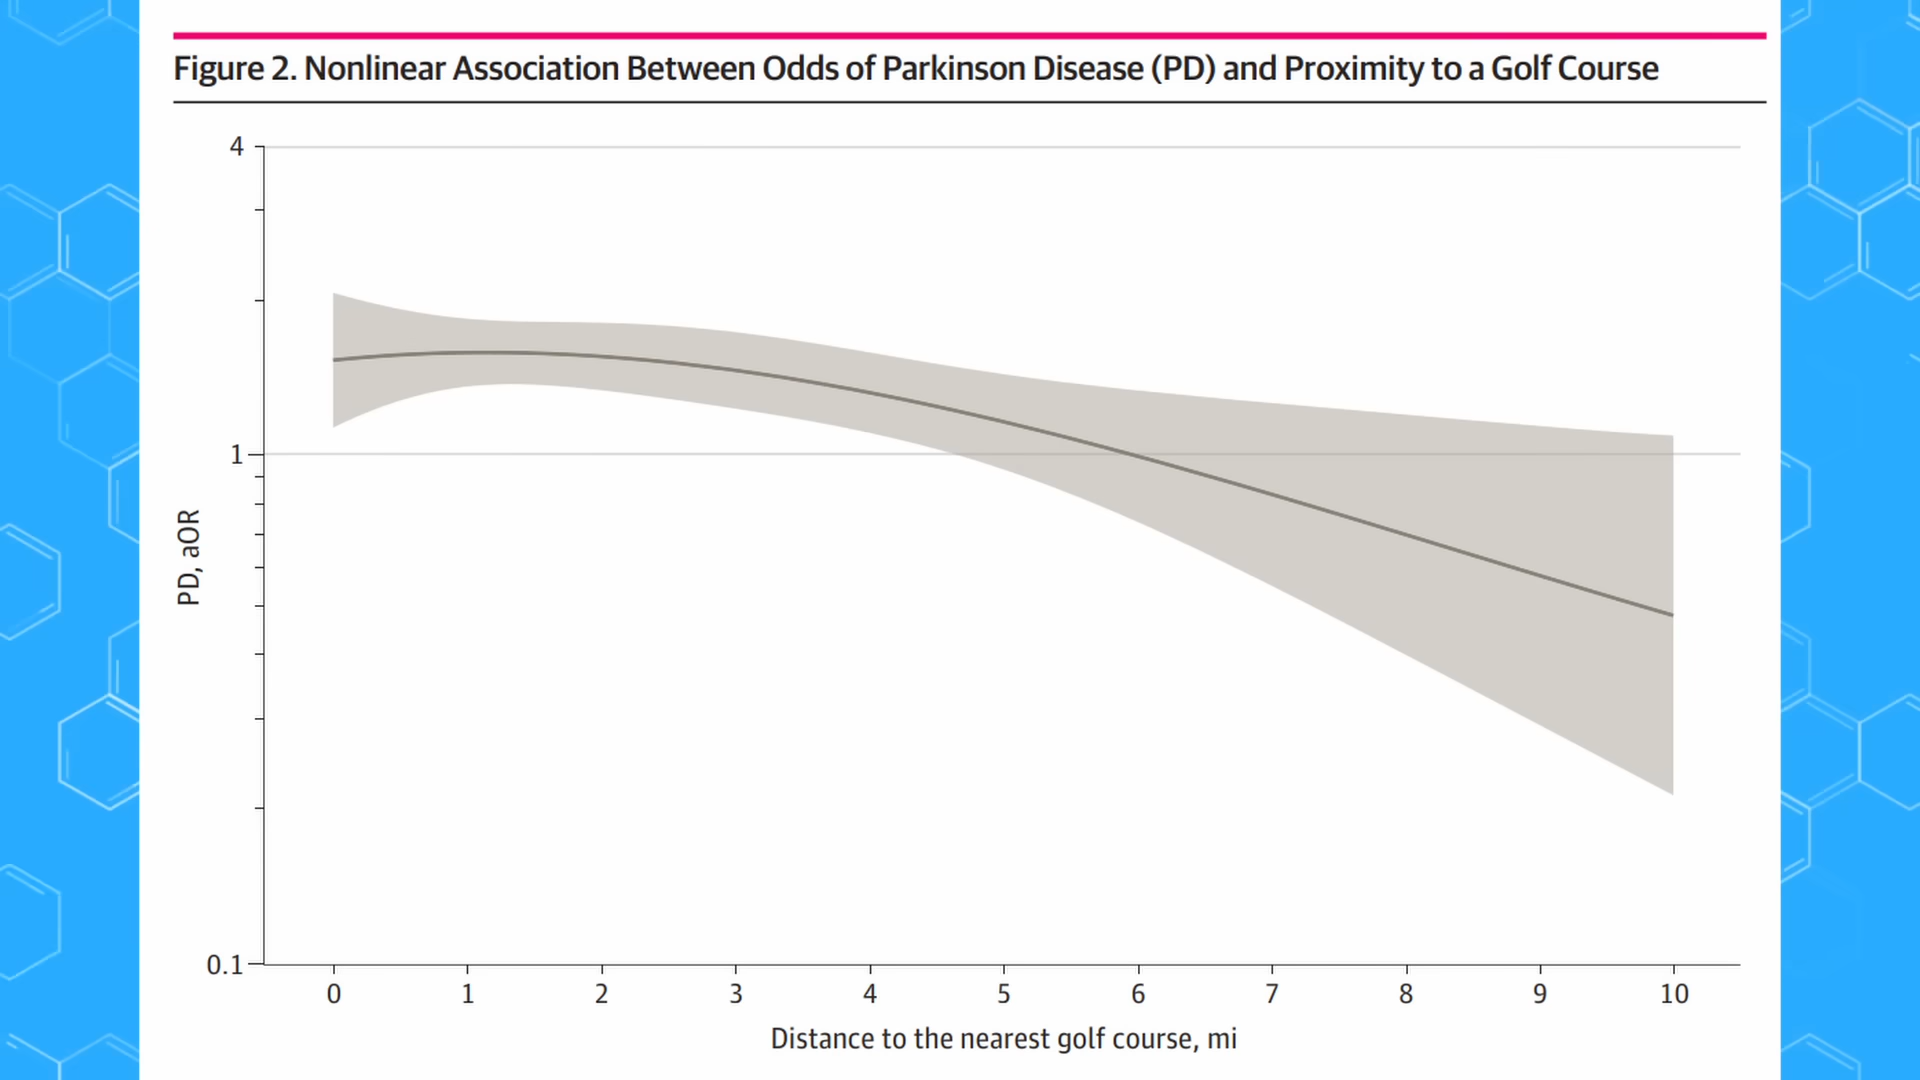 Figure 2. Nonlinear Association Between Odds of Parkinson Disease (PD) and Proximity to a Golf Course
4
1
0.1
PD, aOR
0 1 2 3 4 5 6 7 8 9 10
Distance to the nearest golf course, mi